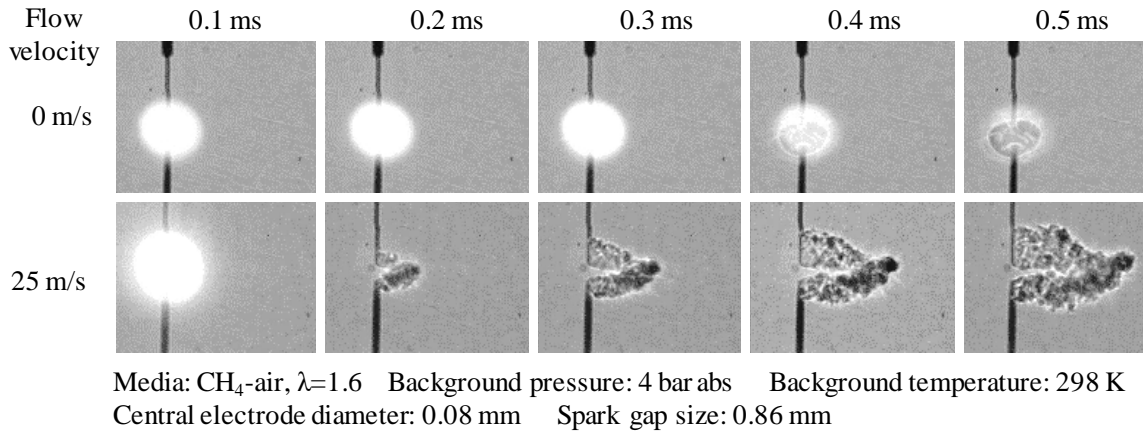 Flow velocity 0.1 ms 0.2 ms 0.3 ms 0.4 ms 0.5 ms
0 m/s
25 m/s
Media: CH₄-air, λ=1.6 Background pressure: 4 bar abs Background temperature: 298 K
Central electrode diameter: 0.08 mm Spark gap size: 0.86 mm